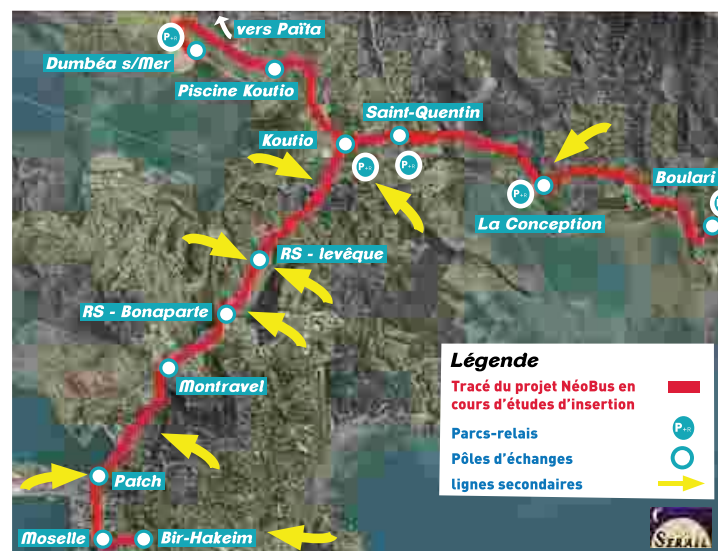 vers Païta
P+R
Dumbéa s/Mer
Piscine Koutio
Saint-Quentin
Koutio
P+R
P+R
P+R
Boulari
La Conception
RS - levêque
RS - Bonaparte
Montravel
Patch
Moselle
Bir-Hakeim
Légende
Tracé du projet NéoBus en
cours d'études d'insertion
Parcs-relais
P+R
Pôles d'échanges
lignes secondaires
SERAIL